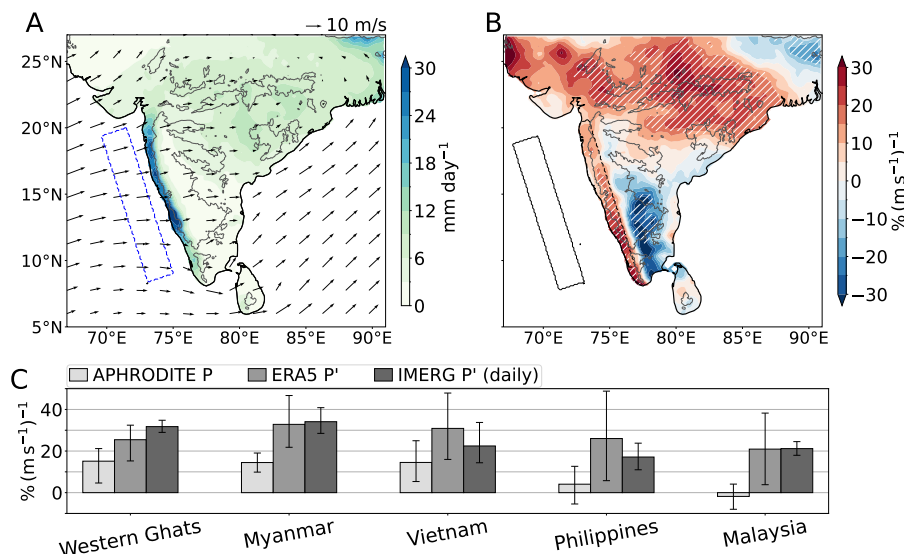 A
10 m/s
B
25°N
20°N
15°N
10°N
5°N
70°E
75°E
80°E
85°E
90°E
30
24
18
12
6
0
mm day−1
70°E
75°E
80°E
85°E
90°E
30
20
10
0
−10
−20
−30
% (m s−1)−1
C
APHRODITE P
ERA5 P'
IMERG P' (daily)
% (m s−1)−1
40
20
0
Western Ghats
Myanmar
Vietnam
Philippines
Malaysia